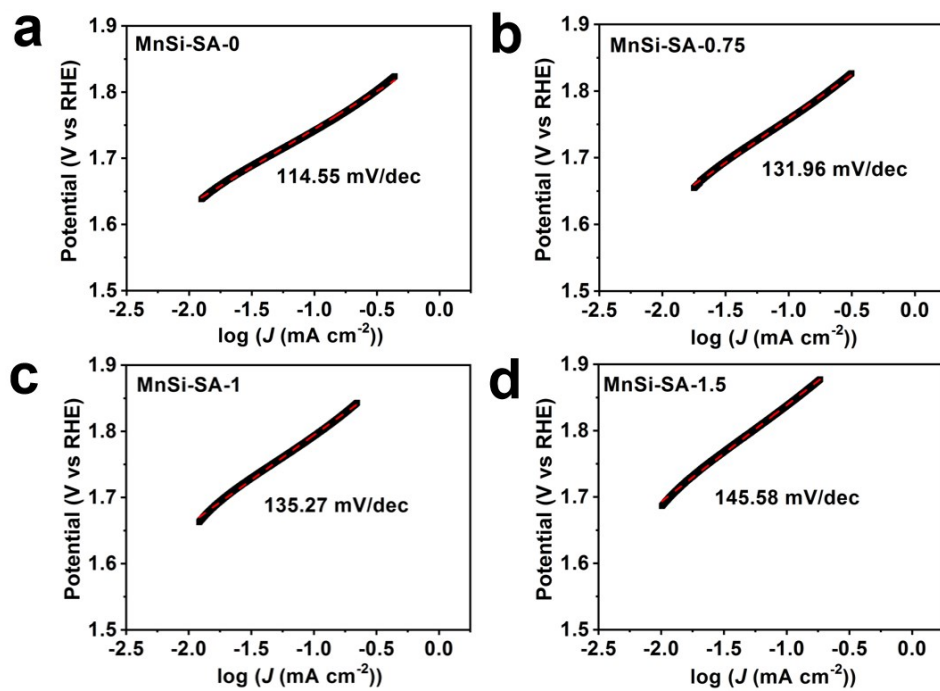 a
MnSi-SA-0
Potential (V vs RHE)
1.9
1.8
1.7
1.6
1.5
114.55 mV/dec
-2.5 -2.0 -1.5 -1.0 -0.5 0.0
log (J (mA cm⁻²))
b
MnSi-SA-0.75
Potential (V vs RHE)
1.9
1.8
1.7
1.6
1.5
131.96 mV/dec
-2.5 -2.0 -1.5 -1.0 -0.5 0.0
log (J (mA cm⁻²))
c
MnSi-SA-1
Potential (V vs RHE)
1.9
1.8
1.7
1.6
1.5
135.27 mV/dec
-2.5 -2.0 -1.5 -1.0 -0.5 0.0
log (J (mA cm⁻²))
d
MnSi-SA-1.5
Potential (V vs RHE)
1.9
1.8
1.7
1.6
1.5
145.58 mV/dec
-2.5 -2.0 -1.5 -1.0 -0.5 0.0
log (J (mA cm⁻²))